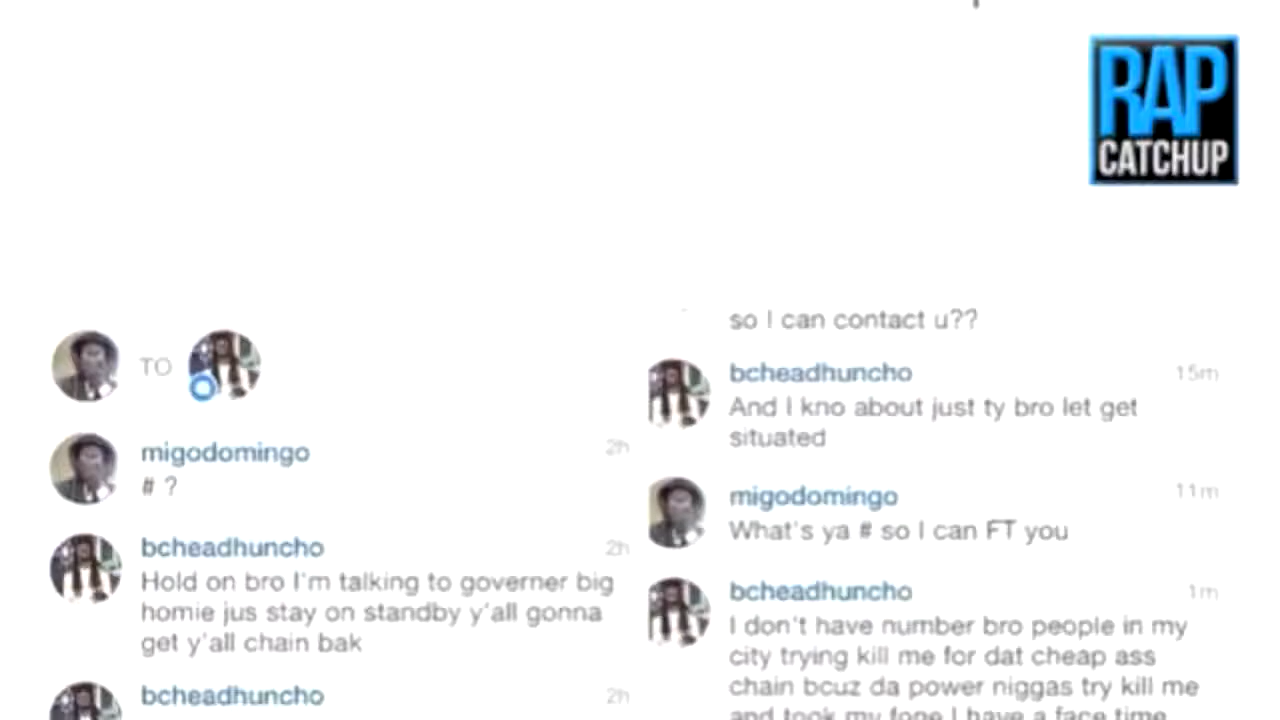 RAP
CATCHUP
TO
migodomingo 2h
# ?
bcheadhuncho 2h
Hold on bro I'm talking to governer big
homie jus stay on standby y'all gonna
get y'all chain bak
bcheadhuncho 2h
so I can contact u??
bcheadhuncho 15m
And I kno about just ty bro let get
situated
migodomingo 11m
What's ya # so I can FT you
bcheadhuncho 1m
I don't have number bro people in my
city trying kill me for dat cheap ass
chain bcuz da power niggas try kill me
and took my fone I have a face time